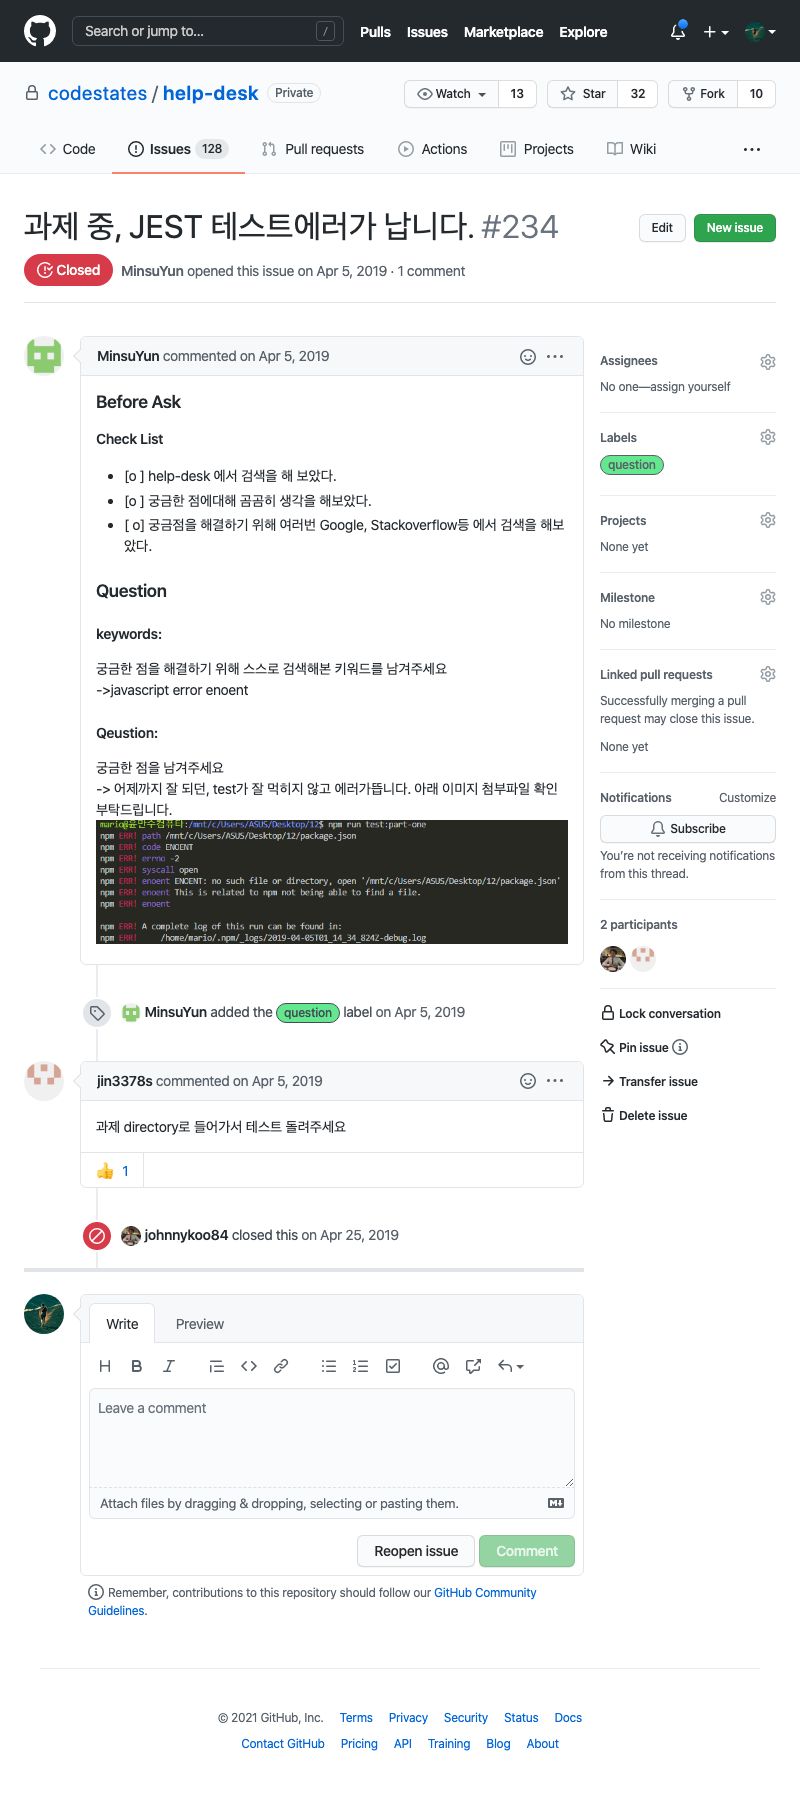 Search or jump to...
/
Pulls
Issues
Marketplace
Explore
codestates / help-desk
Private
Watch
13
Star
32
Fork
10
Code
Issues 128
Pull requests
Actions
Projects
Wiki
과제 중, JEST 테스트에러가 납니다. #234
Edit
New issue
Closed
MinsuYun opened this issue on Apr 5, 2019 · 1 comment
MinsuYun commented on Apr 5, 2019
Before Ask
Check List
[o ] help-desk 에서 검색을 해 보았다.
[o ] 궁금한 점에대해 곰곰히 생각을 해보았다.
[ o] 궁금점을 해결하기 위해 여러번 Google, Stackoverflow등 에서 검색을 해보
았다.
Question
keywords:
궁금한 점을 해결하기 위해 스스로 검색해본 키워드를 남겨주세요
->javascript error enoent
Qeustion:
궁금한 점을 남겨주세요
-> 어제까지 잘 되던, test가 잘 먹히지 않고 에러가뜹니다. 아래 이미지 첨부파일 확인
부탁드립니다.
mario@윤민수컴퓨터:/mnt/c/Users/ASUS/Desktop/12$ npm run test:part-one
npm ERR! path /mnt/c/Users/ASUS/Desktop/12/package.json
npm ERR! code ENOENT
npm ERR! errno -2
npm ERR! syscall open
npm ERR! enoent ENOENT: no such file or directory, open '/mnt/c/Users/ASUS/Desktop/12/package.json'
npm ERR! enoent This is related to npm not being able to find a file.
npm ERR! enoent
npm ERR! A complete log of this run can be found in:
npm ERR! /home/mario/.npm/_logs/2019-04-05T01_14_34_824Z-debug.log
MinsuYun added the question label on Apr 5, 2019
jin3378s commented on Apr 5, 2019
과제 directory로 들어가서 테스트 돌려주세요
👍 1
johnnykoo84 closed this on Apr 25, 2019
Write
Preview
Leave a comment
Attach files by dragging & dropping, selecting or pasting them.
Reopen issue
Comment
Remember, contributions to this repository should follow our GitHub Community
Guidelines.
Assignees
No one—assign yourself
Labels
question
Projects
None yet
Milestone
No milestone
Linked pull requests
Successfully merging a pull
request may close this issue.
None yet
Notifications
Customize
Subscribe
You're not receiving notifications
from this thread.
2 participants
Lock conversation
Pin issue
Transfer issue
Delete issue
© 2021 GitHub, Inc.
Terms
Privacy
Security
Status
Docs
Contact GitHub
Pricing
API
Training
Blog
About